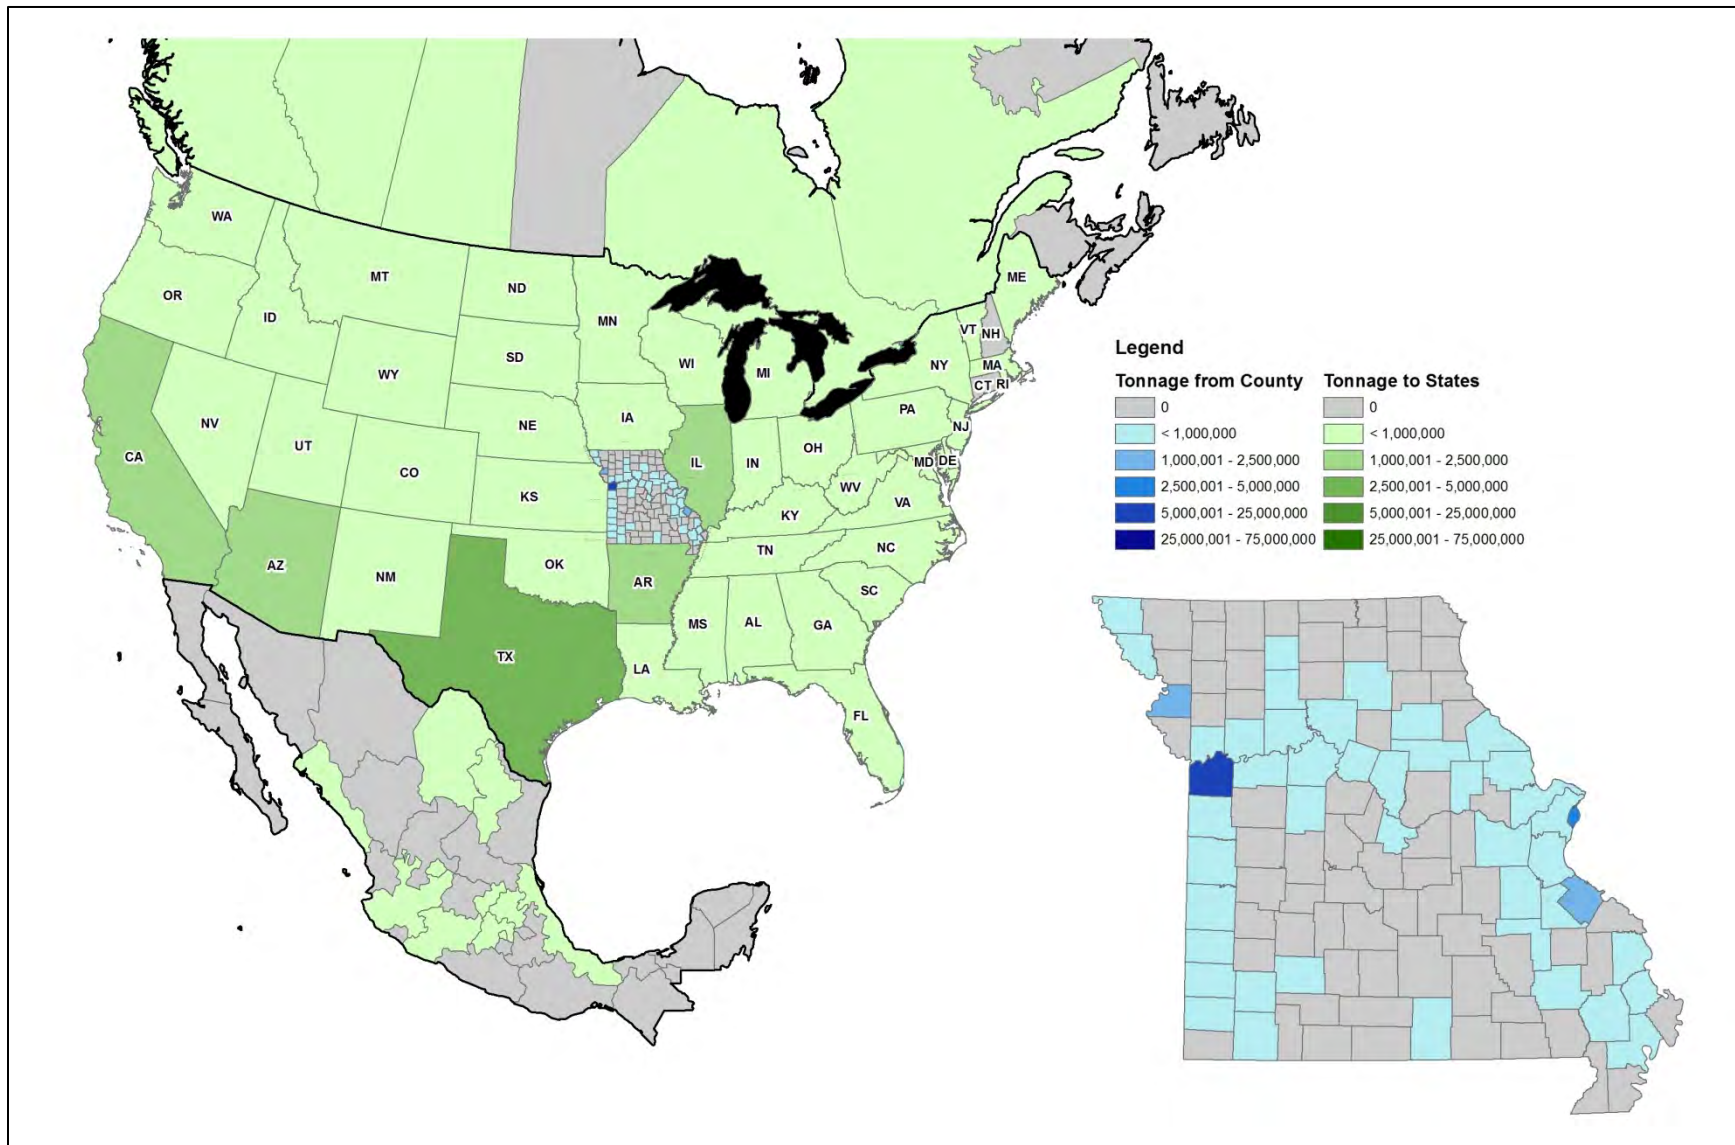 WA
MT
ND
ME
OR
ID
MN
VT
NH
SD
WI
MI
NY
MA
WY
CT
RI
NV
NE
IA
PA
NJ
UT
CA
CO
IL
IN
OH
MD
DE
KS
WV
VA
KY
AZ
NM
OK
TN
NC
AR
SC
MS
AL
GA
TX
LA
FL
Legend
Tonnage from County Tonnage to States
0 0
< 1,000,000 < 1,000,000
1,000,001 - 2,500,000 1,000,001 - 2,500,000
2,500,001 - 5,000,000 2,500,001 - 5,000,000
5,000,001 - 25,000,000 5,000,001 - 25,000,000
25,000,001 - 75,000,000 25,000,001 - 75,000,000